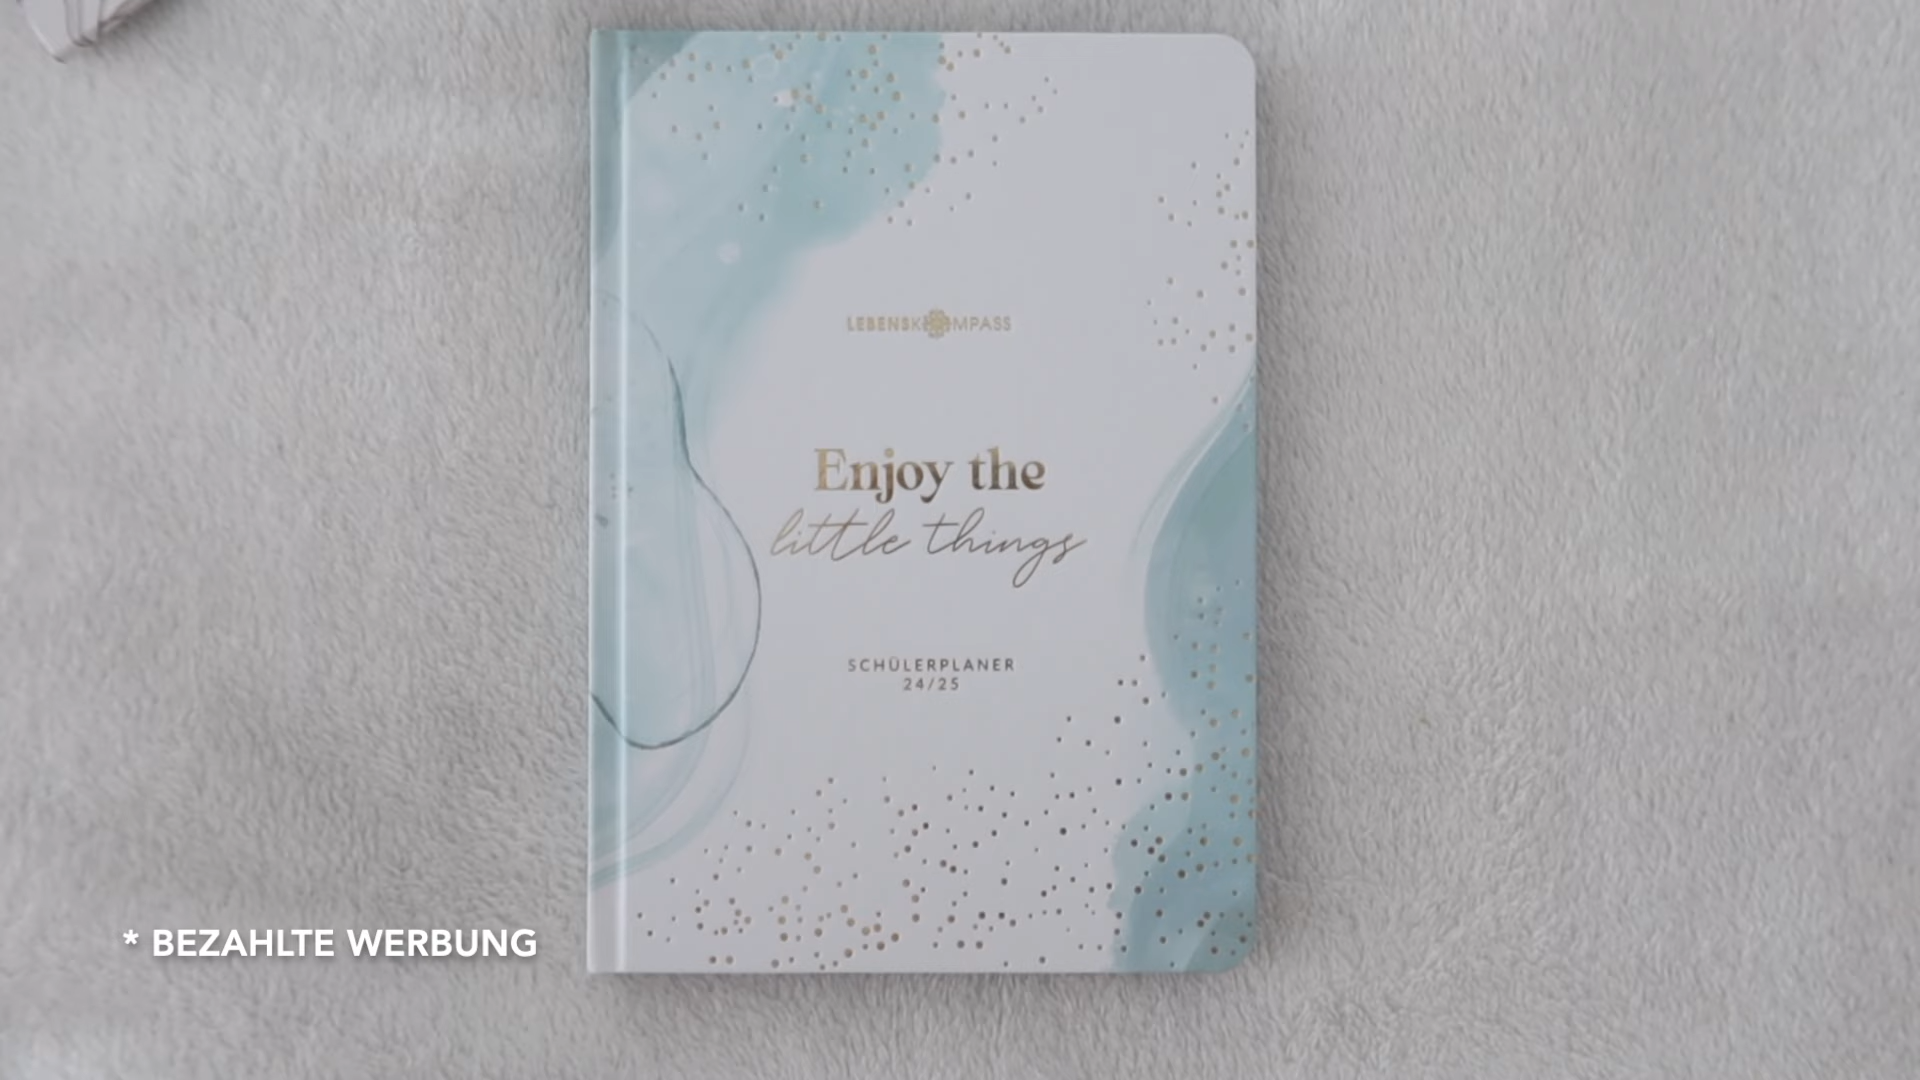 LEBENSKOMPASS
Enjoy the
little things
SCHÜLERPLANER
24/25
* BEZAHLTE WERBUNG